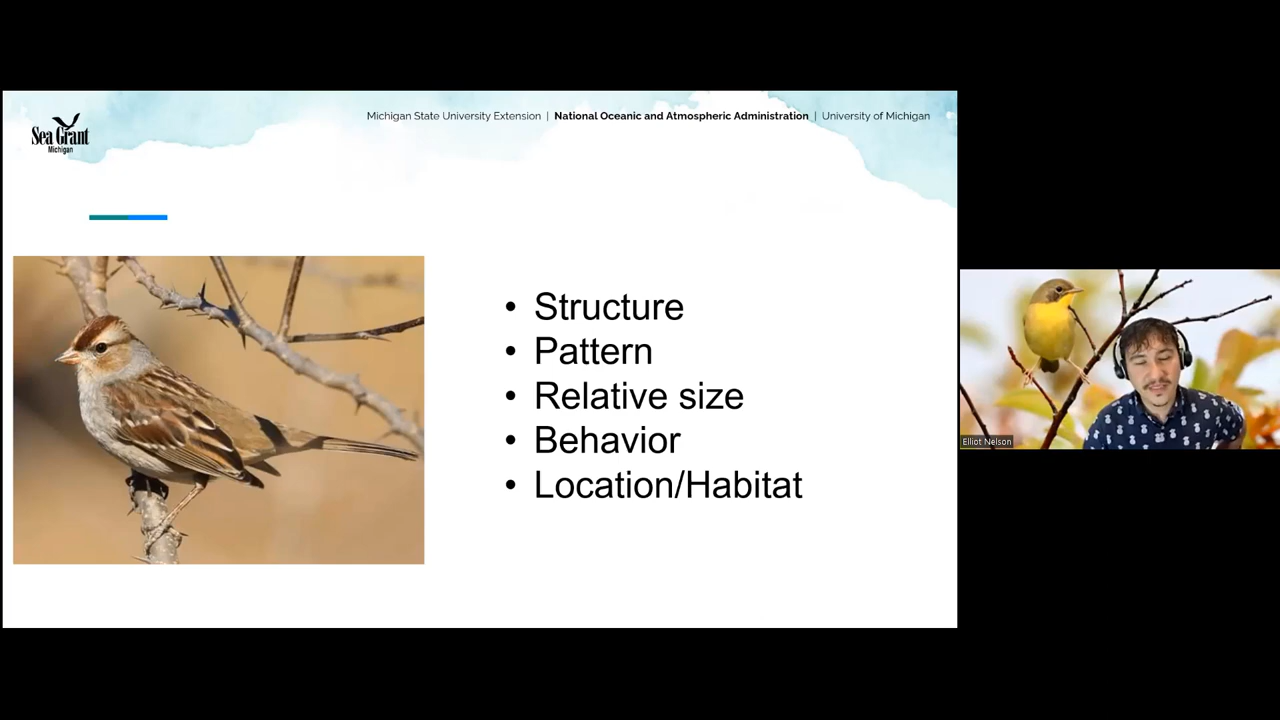 Michigan State University Extension | National Oceanic and Atmospheric Administration | University of Michigan
Sea Grant
Michigan
• Structure
• Pattern
• Relative size
• Behavior
• Location/Habitat
Elliot Nelson